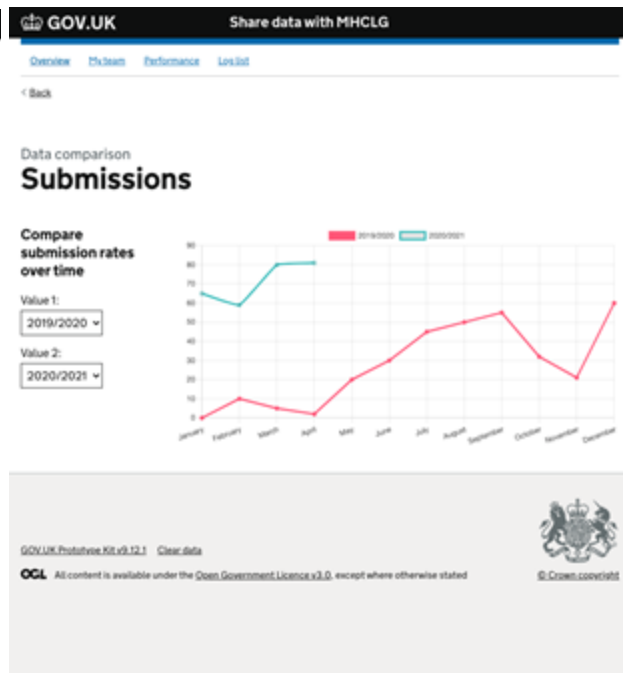 GOV.UK Share data with MHCLG
Overview My team Performance Log list
< Back
Data comparison
Submissions
Compare
submission rates
over time
Value 1:
2019/2020
Value 2:
2020/2021
2019/2020 2020/2021
90
80
70
60
50
40
30
20
10
0
January February March April May June July August September October November December
GOV.UK Prototype Kit v9.12.1 Clear data
OGL All content is available under the Open Government Licence v3.0, except where otherwise stated
© Crown copyright